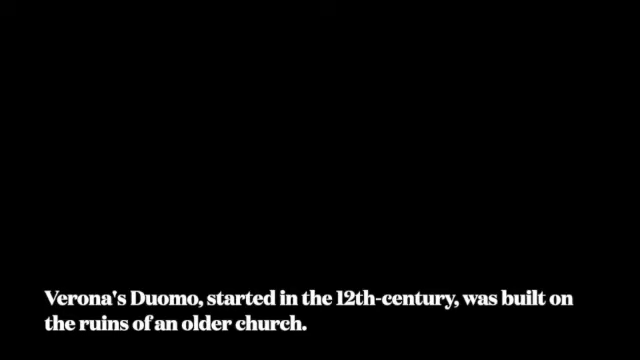 Verona's Duomo, started in the 12th-century, was built on
the ruins of an older church.